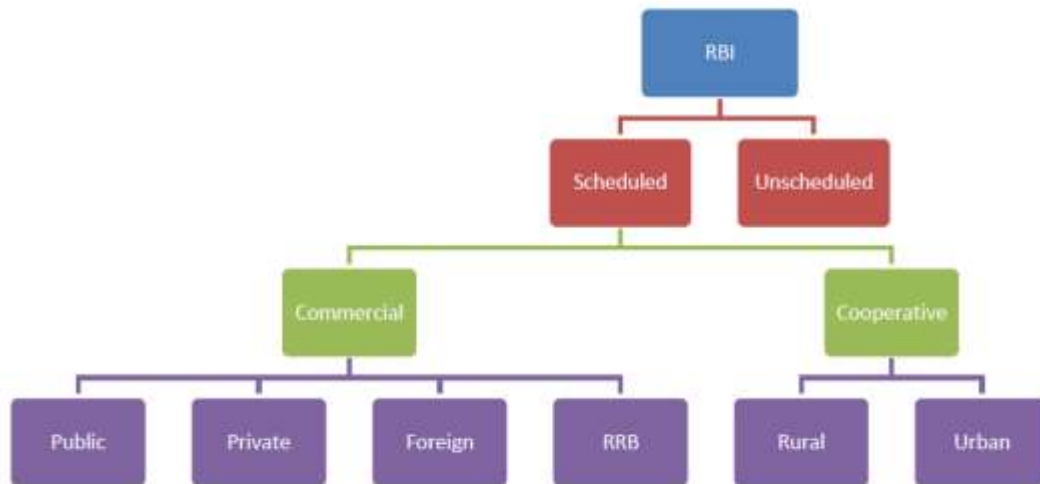 RBI
Scheduled
Unscheduled
Commercial
Cooperative
Public
Private
Foreign
RRB
Rural
Urban